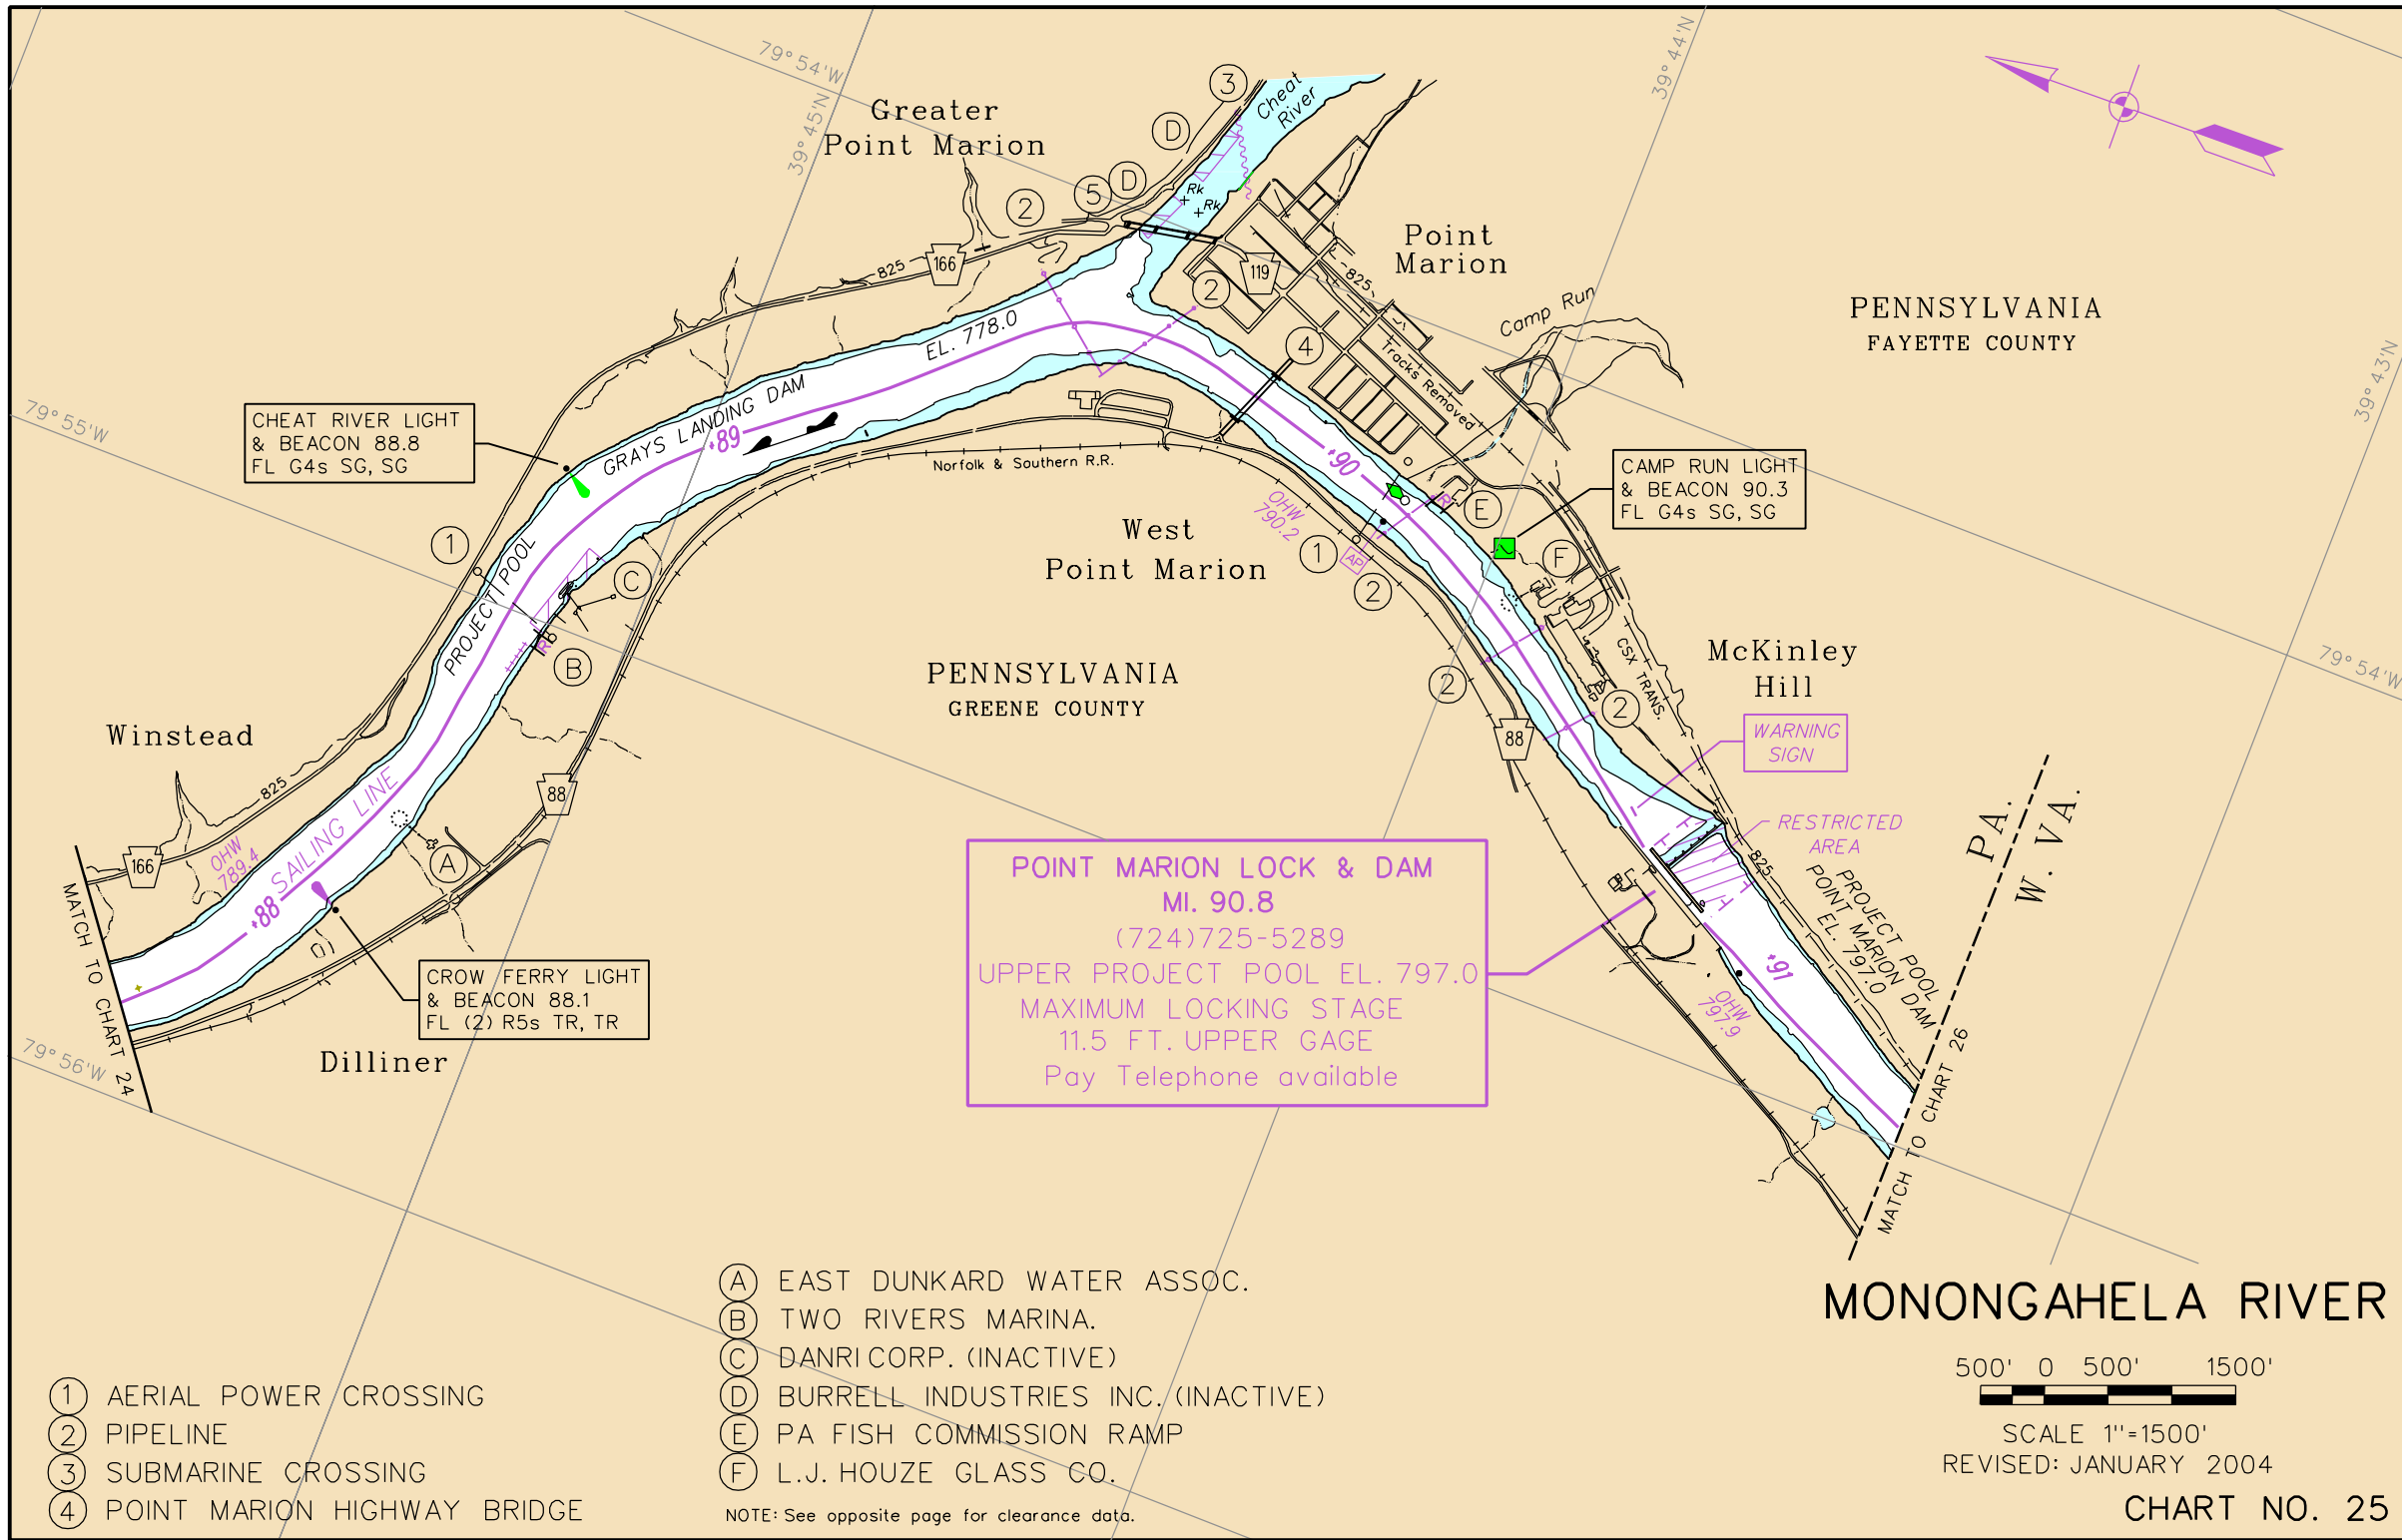 79°54'W
39°45'N
39°44'N
39°43'N
79°55'W
79°54'W
79°56'W
Greater
Point Marion
3
D
D
5
2
Cheat
River
Rk
Rk
166
825
119
2
825
Point
Marion
Camp Run
PENNSYLVANIA
FAYETTE COUNTY
4
Tracks Removed
CHEAT RIVER LIGHT
& BEACON 88.8
FL G4s SG, SG
PROJECT POOL
GRAYS LANDING DAM
EL. 778.0
89
90
Norfolk & Southern R.R.
OHW
790.2
CAMP RUN LIGHT
& BEACON 90.3
FL G4s SG, SG
R
E
F
1
AP
2
2
2
West
Point Marion
1
C
R
B
PENNSYLVANIA
GREENE COUNTY
CSX TRANS.
McKinley
Hill
WARNING
SIGN
88
Winstead
825
166
OHW
789.4
88
SAILING LINE
88
A
MATCH TO CHART 24
CROW FERRY LIGHT
& BEACON 88.1
FL (2) R5s TR, TR
Dilliner
POINT MARION LOCK & DAM
MI. 90.8
(724)725-5289
UPPER PROJECT POOL EL. 797.0
MAXIMUM LOCKING STAGE
11.5 FT. UPPER GAGE
Pay Telephone available
RESTRICTED
AREA
825
PROJECT POOL
POINT MARION DAM
EL. 797.0
91
OHW
797.9
PA.
W. VA.
MATCH TO CHART 26
1 AERIAL POWER CROSSING
2 PIPELINE
3 SUBMARINE CROSSING
4 POINT MARION HIGHWAY BRIDGE
A EAST DUNKARD WATER ASSOC.
B TWO RIVERS MARINA.
C DANRI CORP. (INACTIVE)
D BURRELL INDUSTRIES INC. (INACTIVE)
E PA FISH COMMISSION RAMP
F L.J. HOUZE GLASS CO.
NOTE: See opposite page for clearance data.
MONONGAHELA RIVER
500' 0 500' 1500'
SCALE 1''=1500'
REVISED: JANUARY 2004
CHART NO. 25